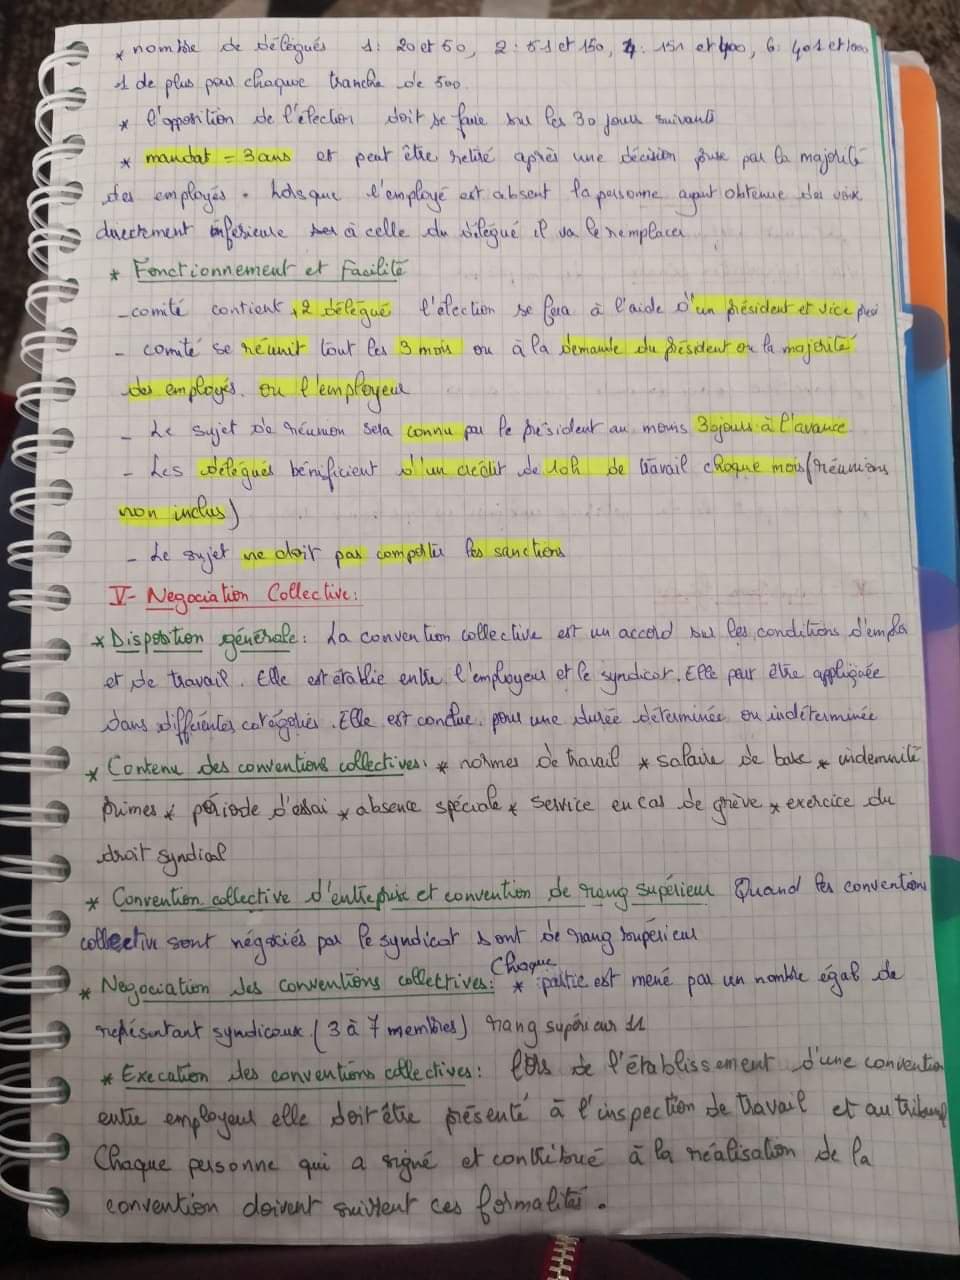 * nombre de délégués 1 : 20 et 50, 2 : 51 et 150, 4 : 151 et 400, 6 : 401 et 1000
1 de plus pour chaque tranche de 500.
* l'opposition de l'élection doit se faire sur les 30 jours suivants
* mandat = 3 ans et peut être retiré après une décision prise par la majorité
des employés. Lorsque l'employé est absent la personne ayant obtenue des voix
directement inférieure à celle du délégué il va le remplacer
* Fonctionnement et facilité
- comité contient 2 délégué l'élection se fera à l'aide d'un président et vice
- comité se réunit tout les 3 mois ou à la demande du président ou la majorité
des employés. ou l'employeur
- Le sujet de réunion sera connu par le président au moins à l'avance
- Les délégués bénificient d'un crédit de 10h de travail chaque mois (réunions
non inclus)
- Le sujet ne doit pas comporter les sanctions
V- Negociation Collective :
* Disposition générale : La convention collective est un accord sur les conditions d'emploi
et de travail. Elle est établie entre l'employeur et le syndicat. Elle peut être appliquée
dans différentes catégories. Elle est conclue. pour une durée déterminée ou indéterminée
* Contenu des conventions collectives : * normes de travail * salaire de base * indemnité
primes * période d'essai * absence spéciale * service en cas de grève * exercice du
droit syndical
* Convention collective d'entreprise et convention de rang supérieur Quand les conventions
collective sont négociés par le syndicat sont de rang supérieur
* Negociation des conventions collectives : * Chaque partie est mené par un nombre égal de
représentant syndicaux (3 à 7 membres) rang supérieur 11
* Execation des conventions collectives : lors de l'établissement d'une convention
entre employeur elle doit être présenté à l'inspection de travail et au tribunal
Chaque personne qui a signé et contribué à la réalisation de la
convention doivent suivrent ces formalités.